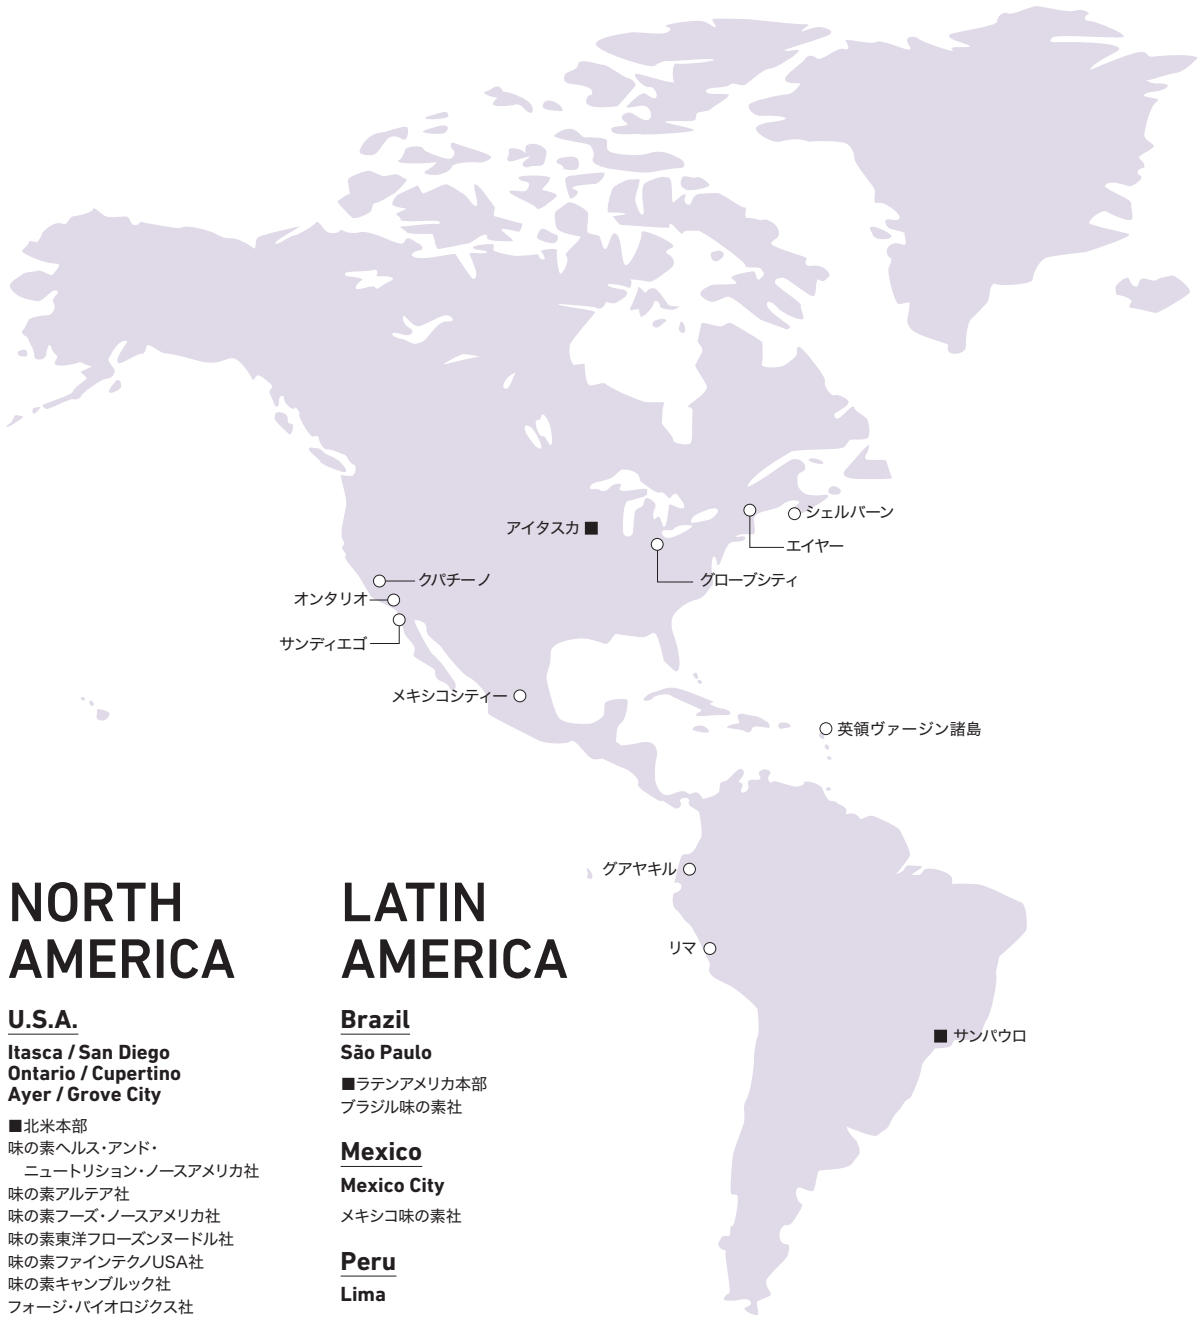 アイタスカ ■
シェルバーン
エイヤー
クパチーノ
グローブシティ
オンタリオ
サンディエゴ
メキシコシティー
英領ヴァージン諸島
グアヤキル
リマ
■ サンパウロ
NORTH
AMERICA
U.S.A.
Itasca / San Diego
Ontario / Cupertino
Ayer / Grove City
■北米本部
味の素ヘルス・アンド・
ニュートリション・ノースアメリカ社
味の素アルテア社
味の素フーズ・ノースアメリカ社
味の素東洋フローズンヌードル社
味の素ファインテクノUSA社
味の素キャンブルック社
フォージ・バイオロジクス社
LATIN
AMERICA
Brazil
São Paulo
■ラテンアメリカ本部
ブラジル味の素社
Mexico
Mexico City
メキシコ味の素社
Peru
Lima